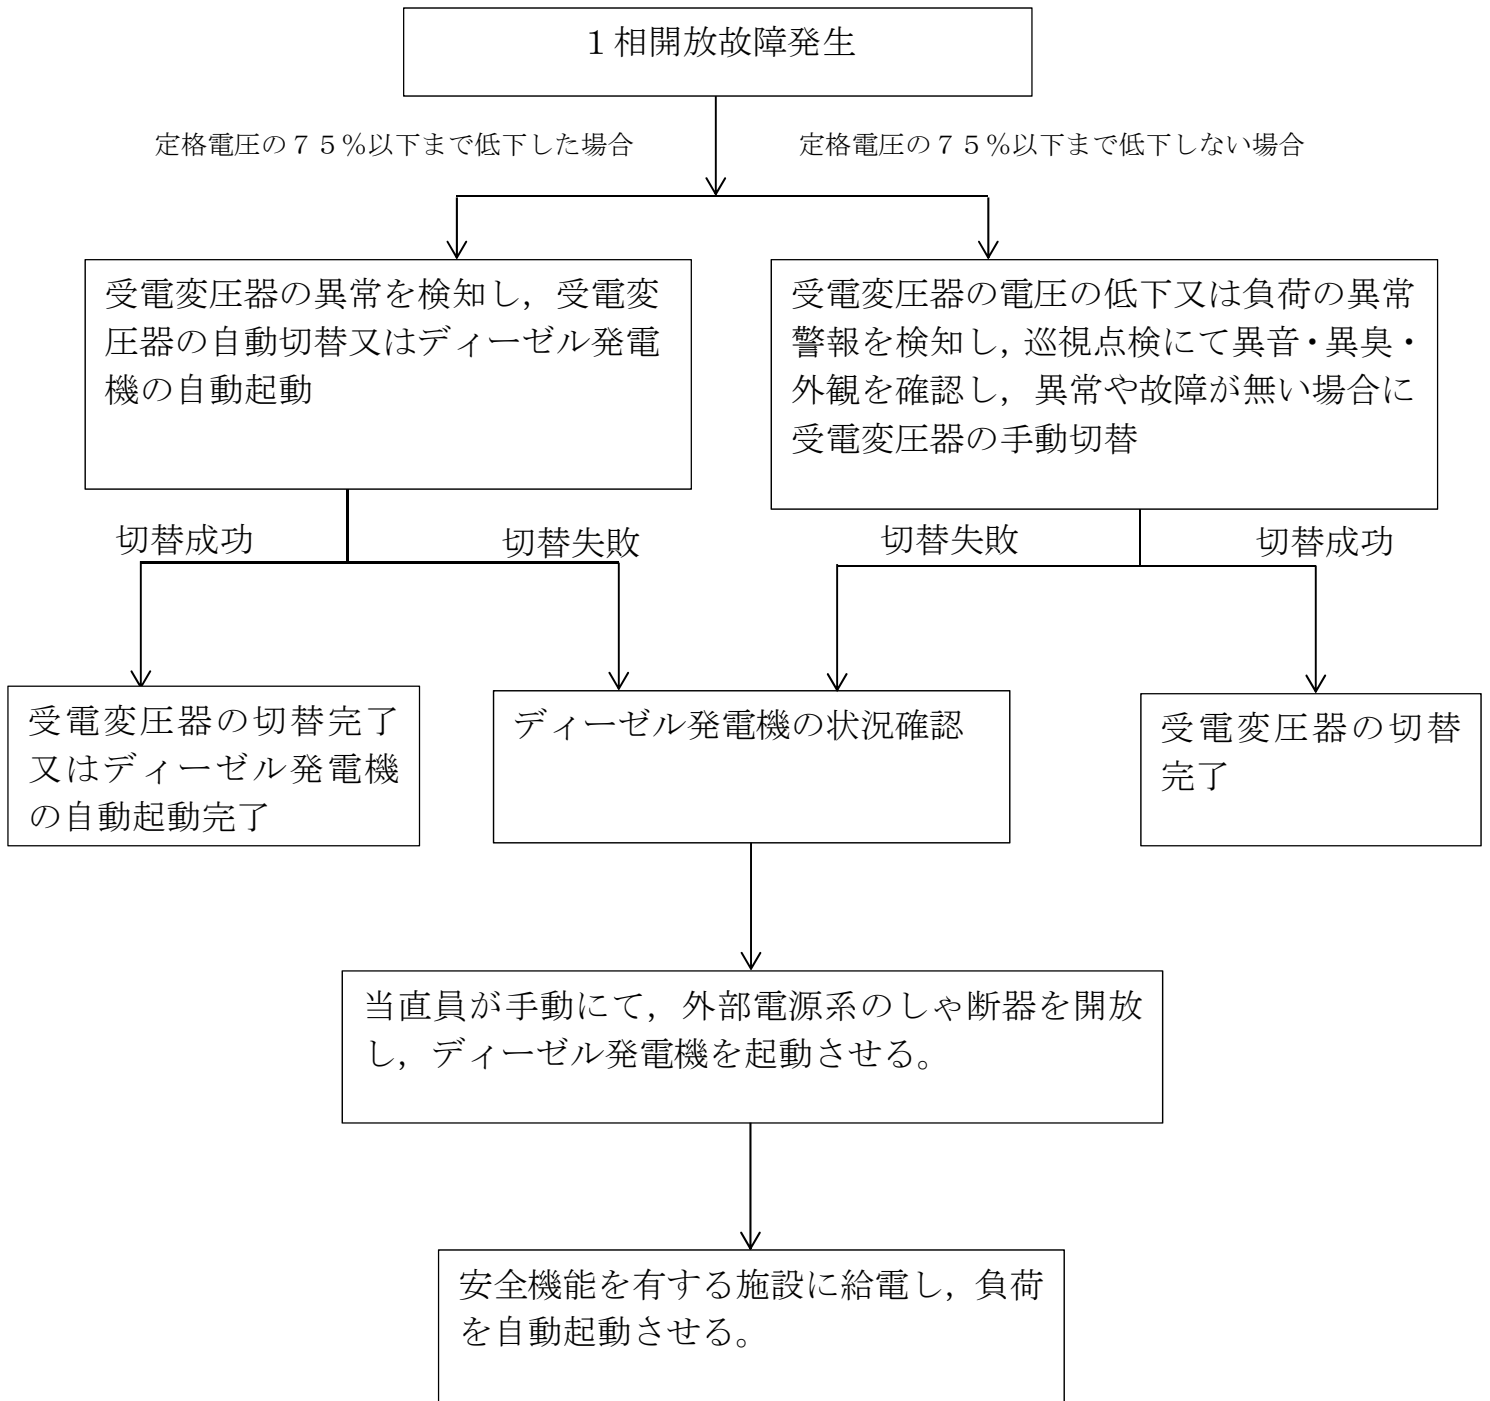 １相開放故障発生
定格電圧の７５％以下まで低下した場合
定格電圧の７５％以下まで低下しない場合
受電変圧器の異常を検知し，受電変
圧器の自動切替又はディーゼル発電
機の自動起動
受電変圧器の電圧の低下又は負荷の異常
警報を検知し，巡視点検にて異音・異臭・
外観を確認し，異常や故障が無い場合に
受電変圧器の手動切替
切替成功
切替失敗
切替失敗
切替成功
受電変圧器の切替完了
又はディーゼル発電機
の自動起動完了
ディーゼル発電機の状況確認
受電変圧器の切替
完了
当直員が手動にて，外部電源系のしゃ断器を開放
し，ディーゼル発電機を起動させる。
安全機能を有する施設に給電し，負荷
を自動起動させる。